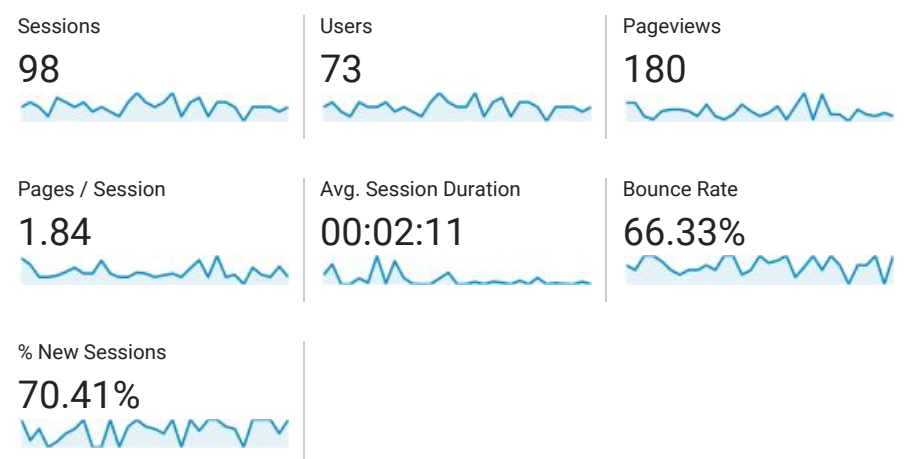 Sessions
98
Users
73
Pageviews
180
Pages / Session
1.84
Avg. Session Duration
00:02:11
Bounce Rate
66.33%
% New Sessions
70.41%